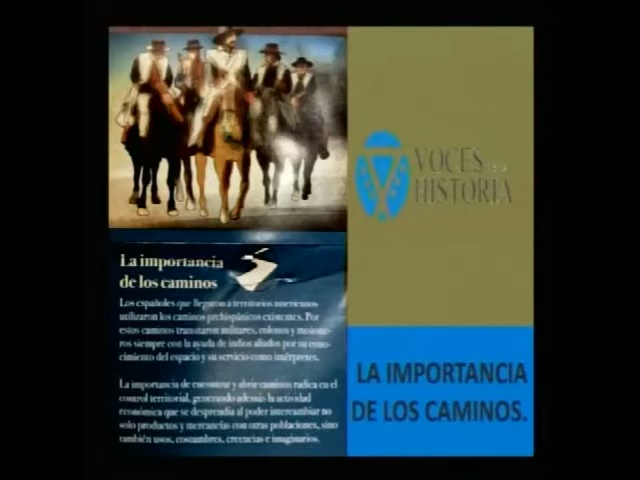 La importancia
de los caminos
Los españoles que llegaron a territorios americanos
utilizaron los caminos prehispánicos existentes. Por
estos caminos transitaron militares, colonos y misione-
ros siempre con la ayuda de indios aliados por su cono-
cimiento del espacio y su servicio como intérpretes.
La importancia de encontrar y abrir caminos radica en el
control territorial, generando además la actividad
económica que se desprendía al poder intercambiar no
solo productos y mercancías con otras poblaciones, sino
también usos, costumbres, creencias e imaginarios.
VOCES
HISTORIA
LA IMPORTANCIA
DE LOS CAMINOS.